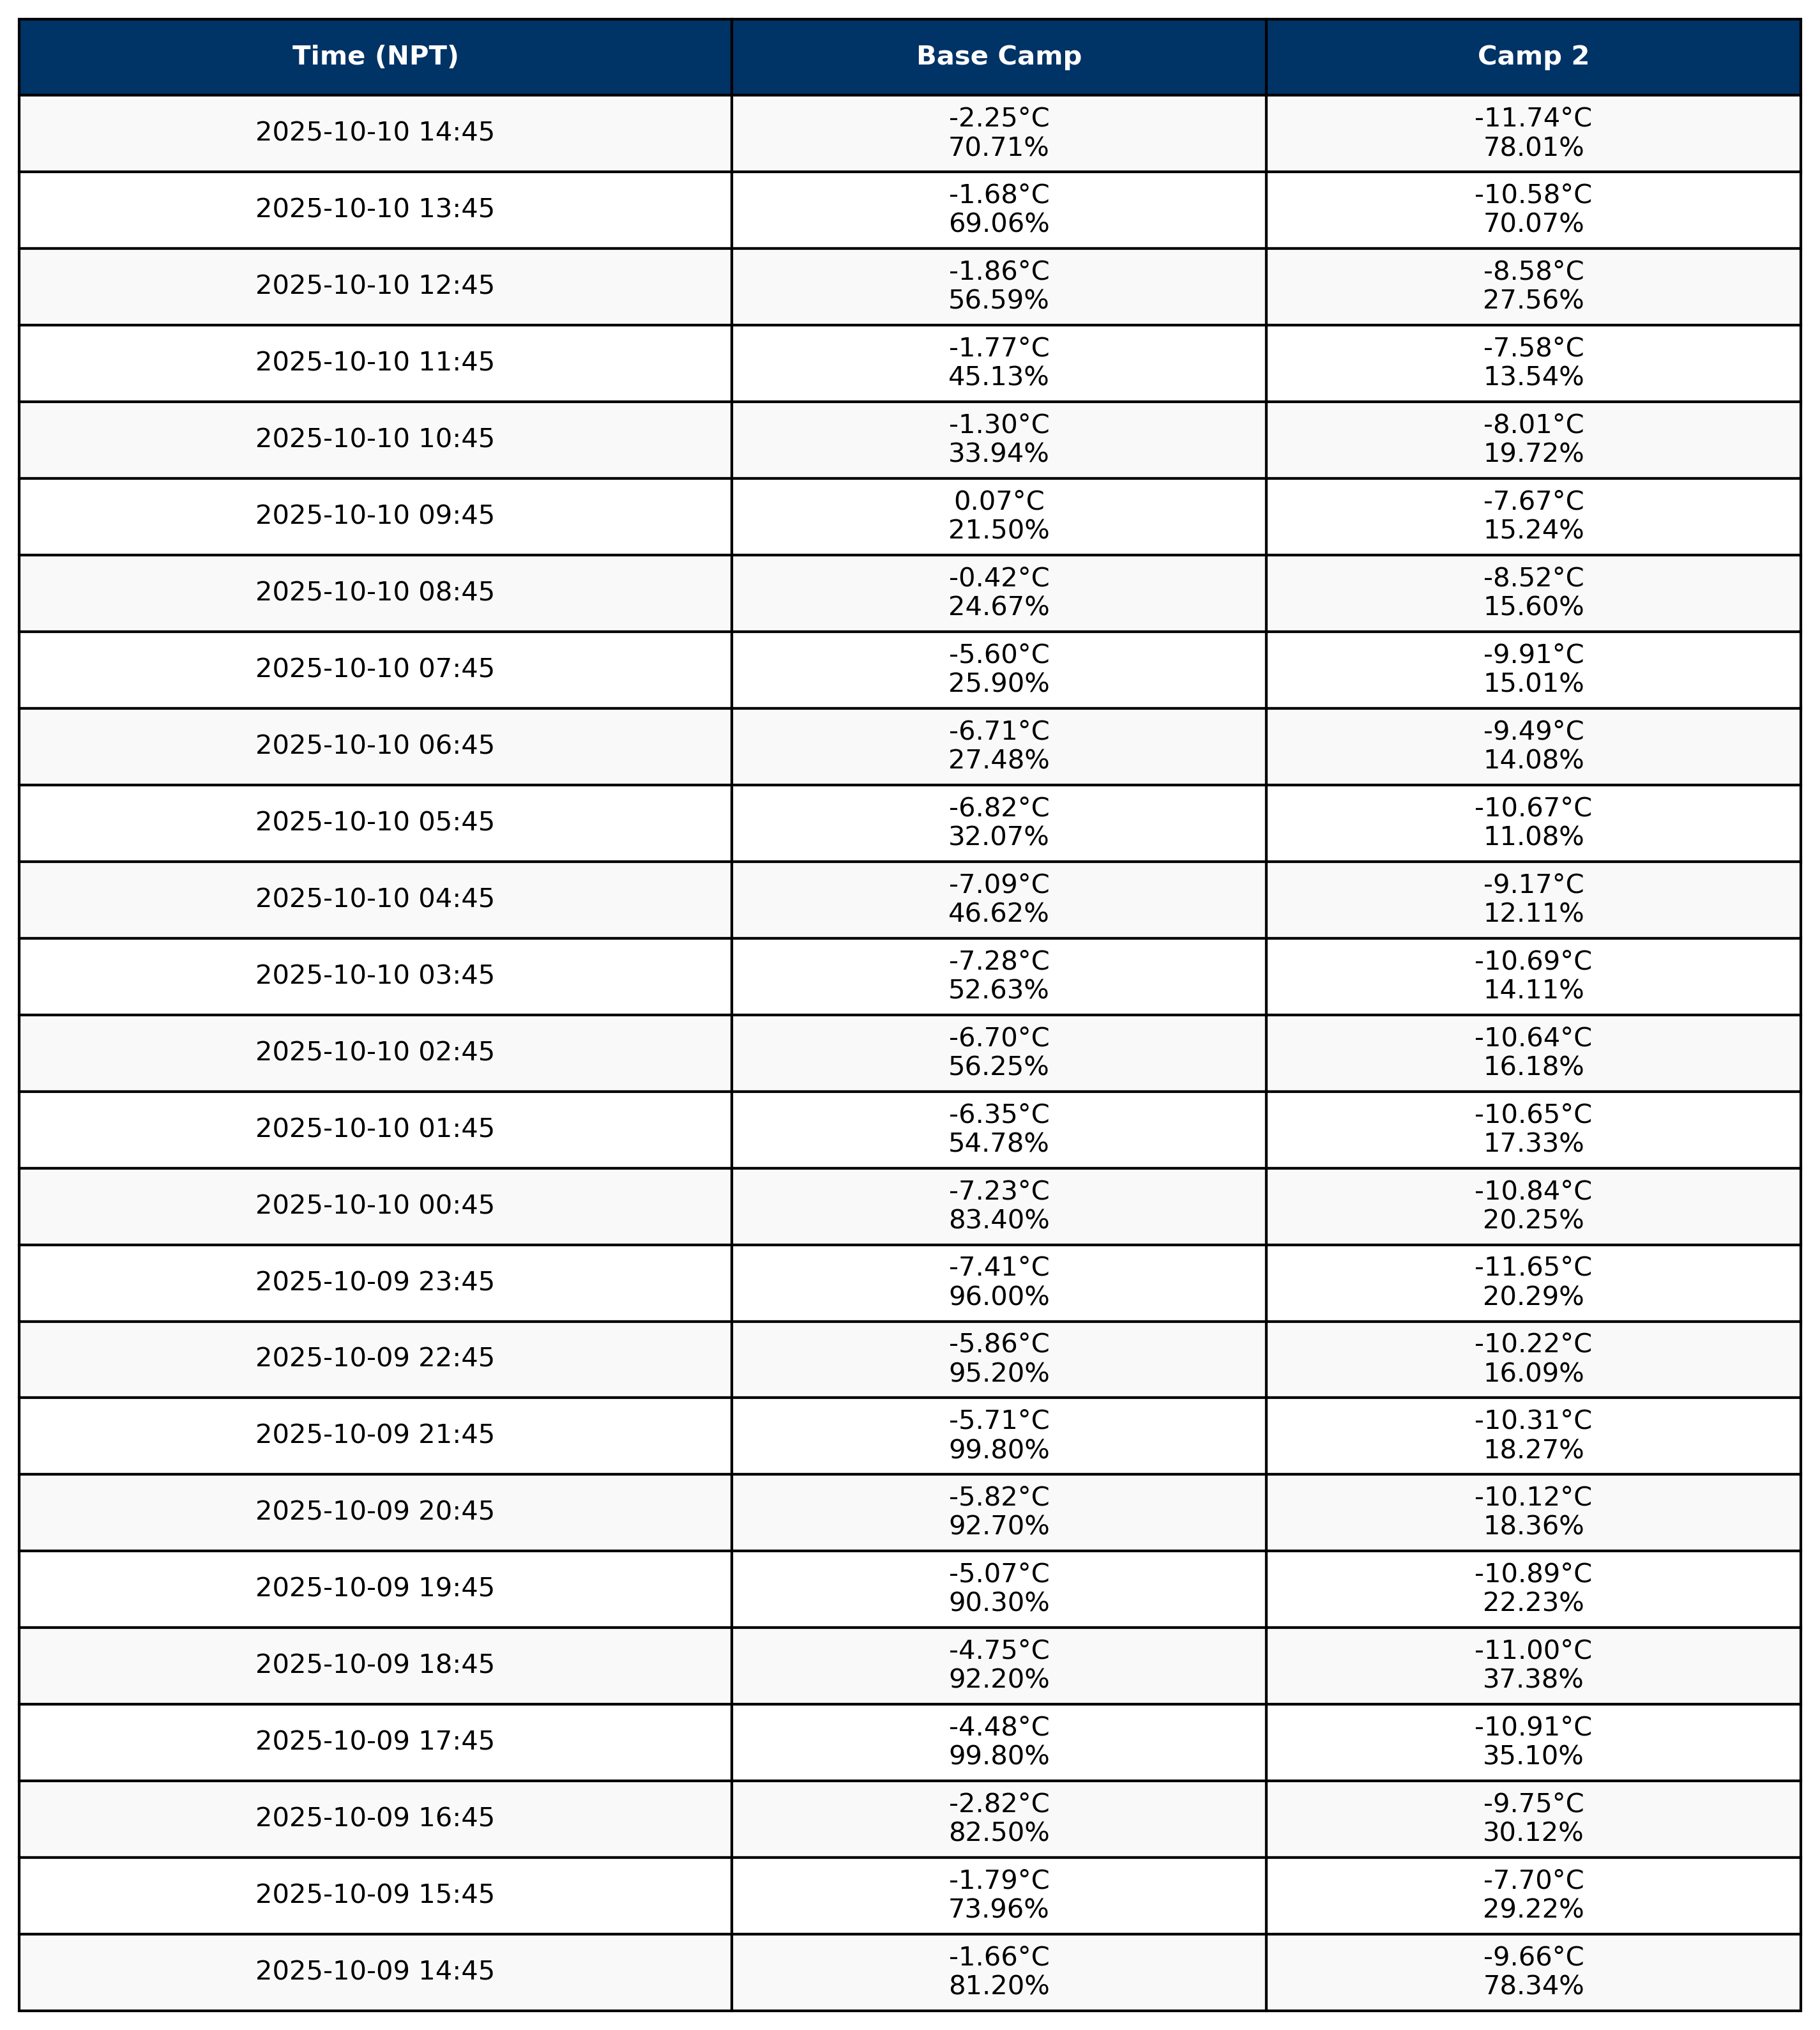 Time (NPT) Base Camp Camp 2
2025-10-10 14:45 -2.25°C -11.74°C
70.71% 78.01%
2025-10-10 13:45 -1.68°C -10.58°C
69.06% 70.07%
2025-10-10 12:45 -1.86°C -8.58°C
56.59% 27.56%
2025-10-10 11:45 -1.77°C -7.58°C
45.13% 13.54%
2025-10-10 10:45 -1.30°C -8.01°C
33.94% 19.72%
2025-10-10 09:45 0.07°C -7.67°C
21.50% 15.24%
2025-10-10 08:45 -0.42°C -8.52°C
24.67% 15.60%
2025-10-10 07:45 -5.60°C -9.91°C
25.90% 15.01%
2025-10-10 06:45 -6.71°C -9.49°C
27.48% 14.08%
2025-10-10 05:45 -6.82°C -10.67°C
32.07% 11.08%
2025-10-10 04:45 -7.09°C -9.17°C
46.62% 12.11%
2025-10-10 03:45 -7.28°C -10.69°C
52.63% 14.11%
2025-10-10 02:45 -6.70°C -10.64°C
56.25% 16.18%
2025-10-10 01:45 -6.35°C -10.65°C
54.78% 17.33%
2025-10-10 00:45 -7.23°C -10.84°C
83.40% 20.25%
2025-10-09 23:45 -7.41°C -11.65°C
96.00% 20.29%
2025-10-09 22:45 -5.86°C -10.22°C
95.20% 16.09%
2025-10-09 21:45 -5.71°C -10.31°C
99.80% 18.27%
2025-10-09 20:45 -5.82°C -10.12°C
92.70% 18.36%
2025-10-09 19:45 -5.07°C -10.89°C
90.30% 22.23%
2025-10-09 18:45 -4.75°C -11.00°C
92.20% 37.38%
2025-10-09 17:45 -4.48°C -10.91°C
99.80% 35.10%
2025-10-09 16:45 -2.82°C -9.75°C
82.50% 30.12%
2025-10-09 15:45 -1.79°C -7.70°C
73.96% 29.22%
2025-10-09 14:45 -1.66°C -9.66°C
81.20% 78.34%